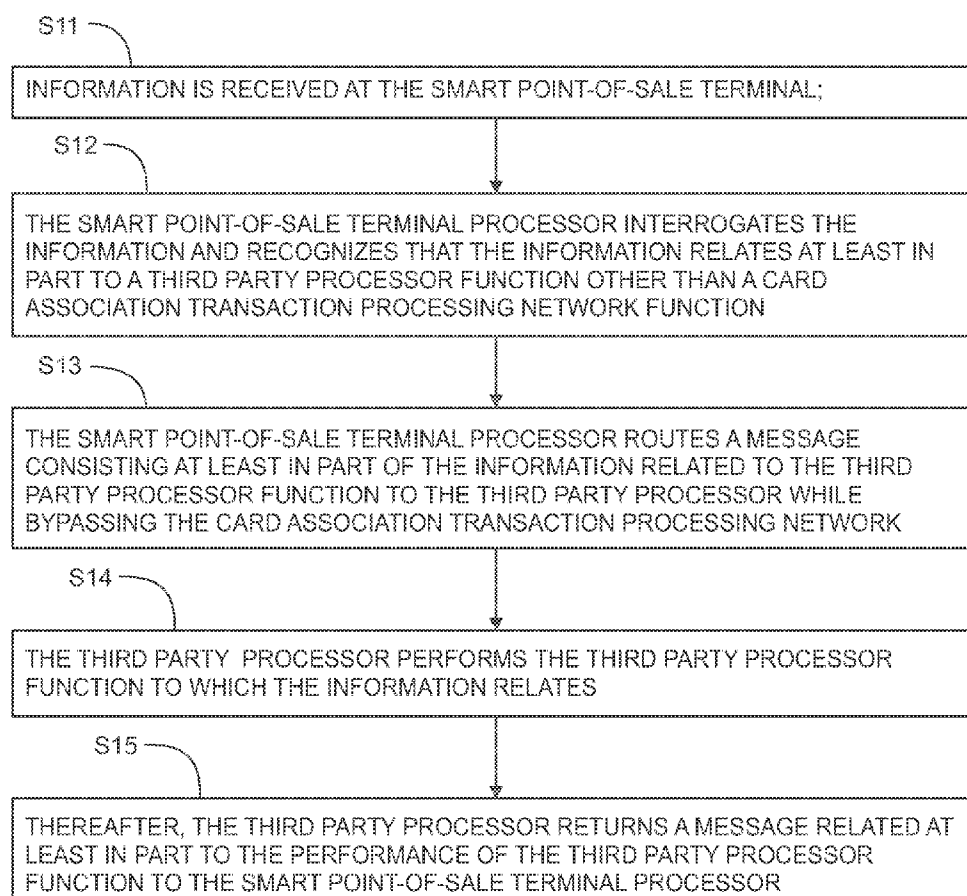 S11
INFORMATION IS RECEIVED AT THE SMART POINT-OF-SALE TERMINAL;
S12
THE SMART POINT-OF-SALE TERMINAL PROCESSOR INTERROGATES THE
INFORMATION AND RECOGNIZES THAT THE INFORMATION RELATES AT LEAST IN
PART TO A THIRD PARTY PROCESSOR FUNCTION OTHER THAN A CARD
ASSOCIATION TRANSACTION PROCESSING NETWORK FUNCTION
S13
THE SMART POINT-OF-SALE TERMINAL PROCESSOR ROUTES A MESSAGE
CONSISTING AT LEAST IN PART OF THE INFORMATION RELATED TO THE THIRD
PARTY PROCESSOR FUNCTION TO THE THIRD PARTY PROCESSOR WHILE
BYPASSING THE CARD ASSOCIATION TRANSACTION PROCESSING NETWORK
S14
THE THIRD PARTY PROCESSOR PERFORMS THE THIRD PARTY PROCESSOR
FUNCTION TO WHICH THE INFORMATION RELATES
S15
THEREAFTER, THE THIRD PARTY PROCESSOR RETURNS A MESSAGE RELATED AT
LEAST IN PART TO THE PERFORMANCE OF THE THIRD PARTY PROCESSOR
FUNCTION TO THE SMART POINT-OF-SALE TERMINAL PROCESSOR